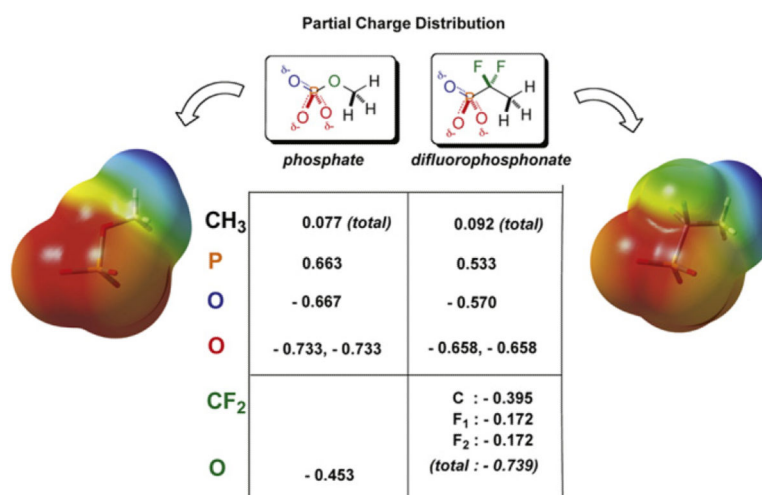 Partial Charge Distribution
δ- O P O C H H H O δ- O δ-
F F δ- O P H H H O δ- O δ-
phosphate difluorophosphonate
CH3 0.077 (total) 0.092 (total)
P 0.663 0.533
O - 0.667 - 0.570
O - 0.733, - 0.733 - 0.658, - 0.658
CF2 C : - 0.395
F1 : - 0.172
F2 : - 0.172
(total : - 0.739)
O - 0.453